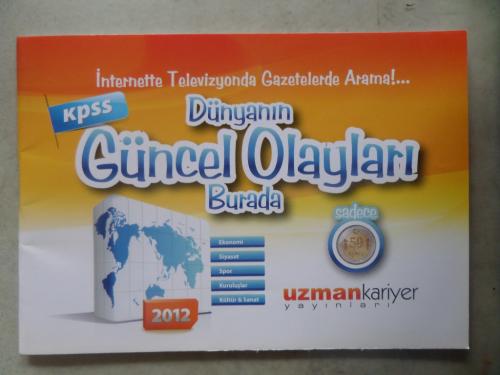 İnternette Televizyonda Gazetelerde Arama!...
KPSS
Dünyanın
Güncel Olayları
Burada
sadece
50
Ekonomi
Siyaset
Spor
Kuruluşlar
Kültür & Sanat
2012
uzmankariyer
yayınları